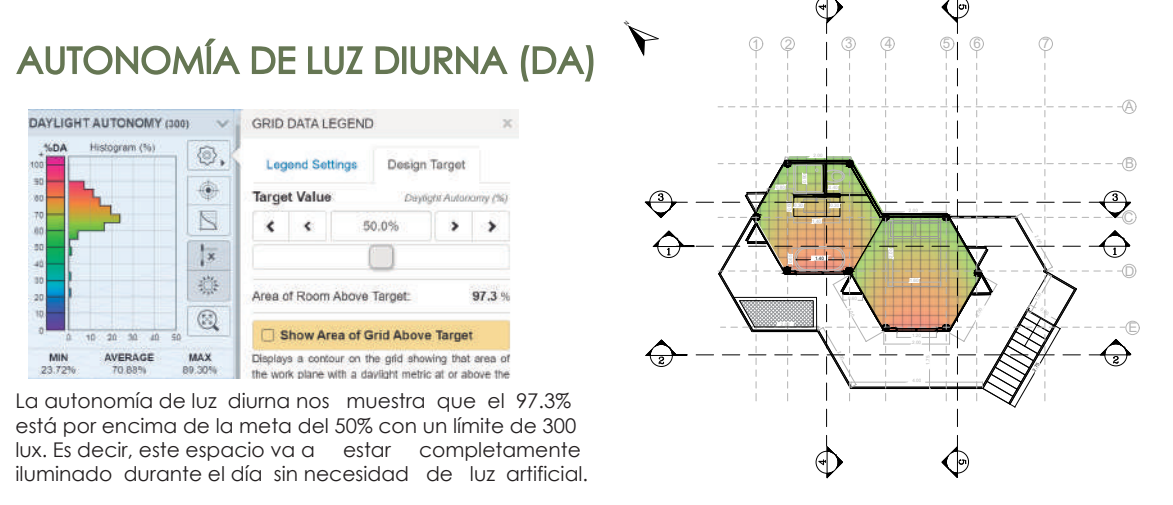 AUTONOMÍA DE LUZ DIURNA (DA)
DAYLIGHT AUTONOMY (300)
%DA
Histogram (%)
100
90
80
70
60
50
40
30
20
10
0
0 10 20 30 40 50
MIN AVERAGE MAX
23.72% 70.88% 89.30%
GRID DATA LEGEND
Legend Settings Design Target
Target Value Daylight Autonomy (%)
50.0%
Area of Room Above Target: 97.3 %
Show Area of Grid Above Target
Displays a contour on the grid showing that area of
the work plane with a daylight metric at or above the
La autonomía de luz diurna nos muestra que el 97.3%
está por encima de la meta del 50% con un límite de 300
lux. Es decir, este espacio va a estar completamente
iluminado durante el día sin necesidad de luz artificial.
N
4 5
1 2 3 4 5 6 7
A
B
3 3
C
1 1
D
E
2 2
4 5